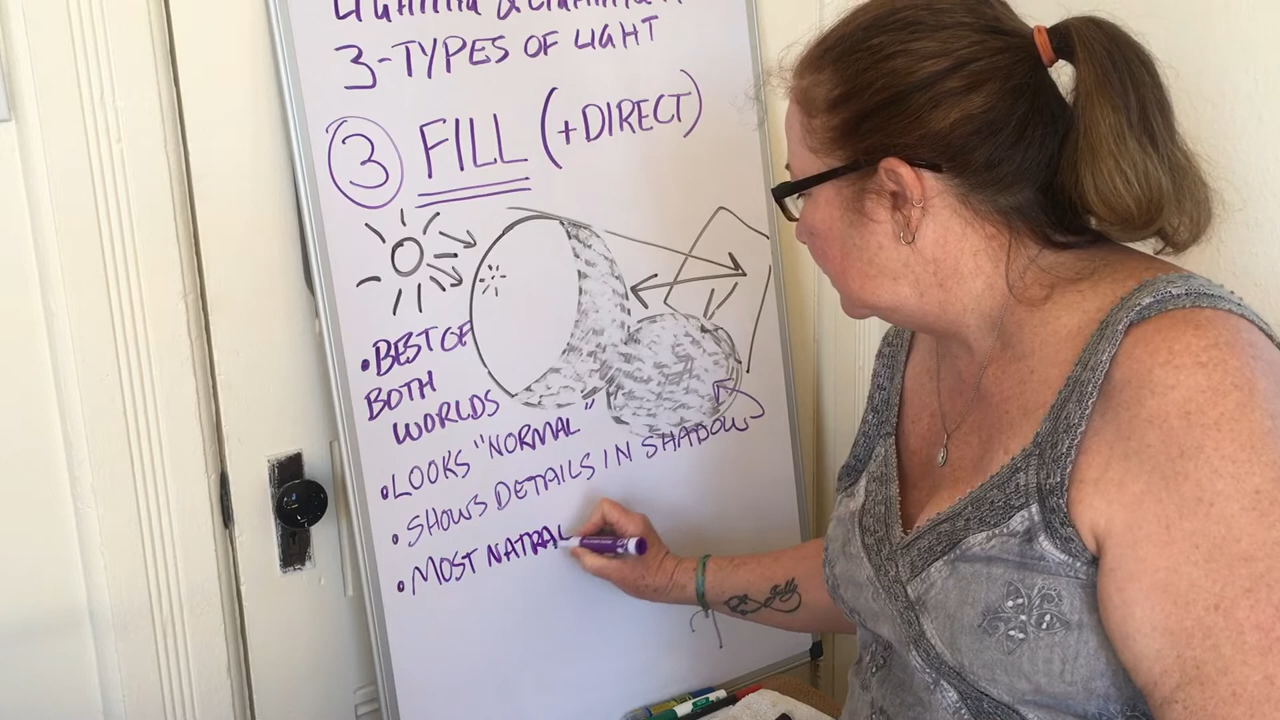 3-TYPES OF LIGHT
3 FILL (+DIRECT)
•BEST OF
BOTH
WORLDS
•LOOKS "NORMAL"
•SHOWS DETAILS IN SHADOW
•MOST NATRAL